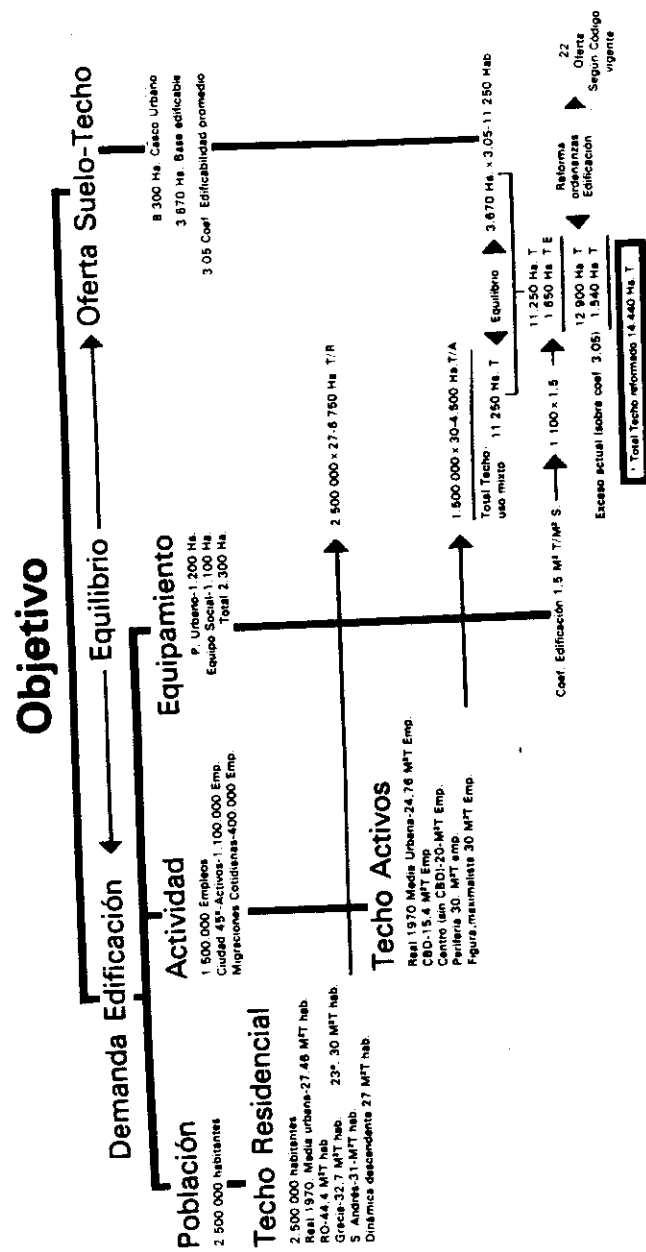 Objetivo
Demanda Edificación
Equilibrio
Oferta Suelo-Techo
Población
2 500 000 habitantes
Actividad
1 500.000 Empleos
Ciudad 45%-Activos-1.100.000 Emp.
Migraciones Cotidianas-400.000 Emp.
Equipamiento
P. Urbano-1.200 Ha.
Equipo Social-1.100 Ha.
Total 2.300 Ha.
8 300 Ha. Casco Urbano
3 670 Ha. Base edificable
3 05 Coef Edificabilidad promedio
Techo Residencial
2.500 000 habitantes
Real 1970. Media urbana-27.46 M²T hab.
RO-44,4 M²T hab
Gracia-32,7 M²T hab. 23º. 30 M²T hab.
S Andrés-31-M²T hab.
Dinámica descendente 27 M²T hab
2 500 000 x 27-6 750 Ha T/R
Techo Activos
Real 1970 Media Urbana-24,76 M²T Emp.
CBD-15.4 M²T Emp
Centro (sin CBD)-20-M²T Emp.
Periferia 30. M²T emp.
Figura maximalista 30 M²T Emp.
1.500 000 x 30-4.500 Ha.T/A
Total Techo
uso mixto
11 250 Ha. T
Equilibrio
3.670 Ha. x 3.05-11 250 Hab
Coef. Edificación 1.5 M² T/M² S.
1 100 x 1.5
11.250 Ha. T
1 650 Ha T E
12 900 Ha T
Exceso actual (sobre coef 3.05) 1.540 Ha T
' Total Techo reformado 14.440 Ha. T
Reforma
ordenanzas
Edificación
22
Oferta
Según Código
vigente